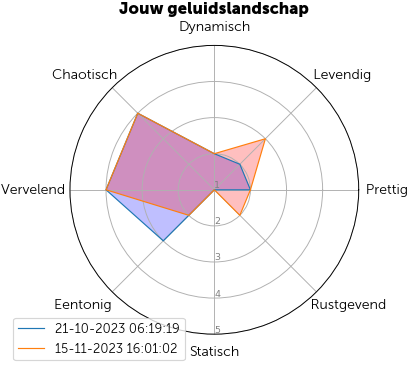 Jouw geluidslandschap
Dynamisch
Chaotisch
Levendig
Vervelend
1
Prettig
2
3
4
Eentonig
Rustgevend
5
Statisch
21-10-2023 06:19:19
15-11-2023 16:01:02